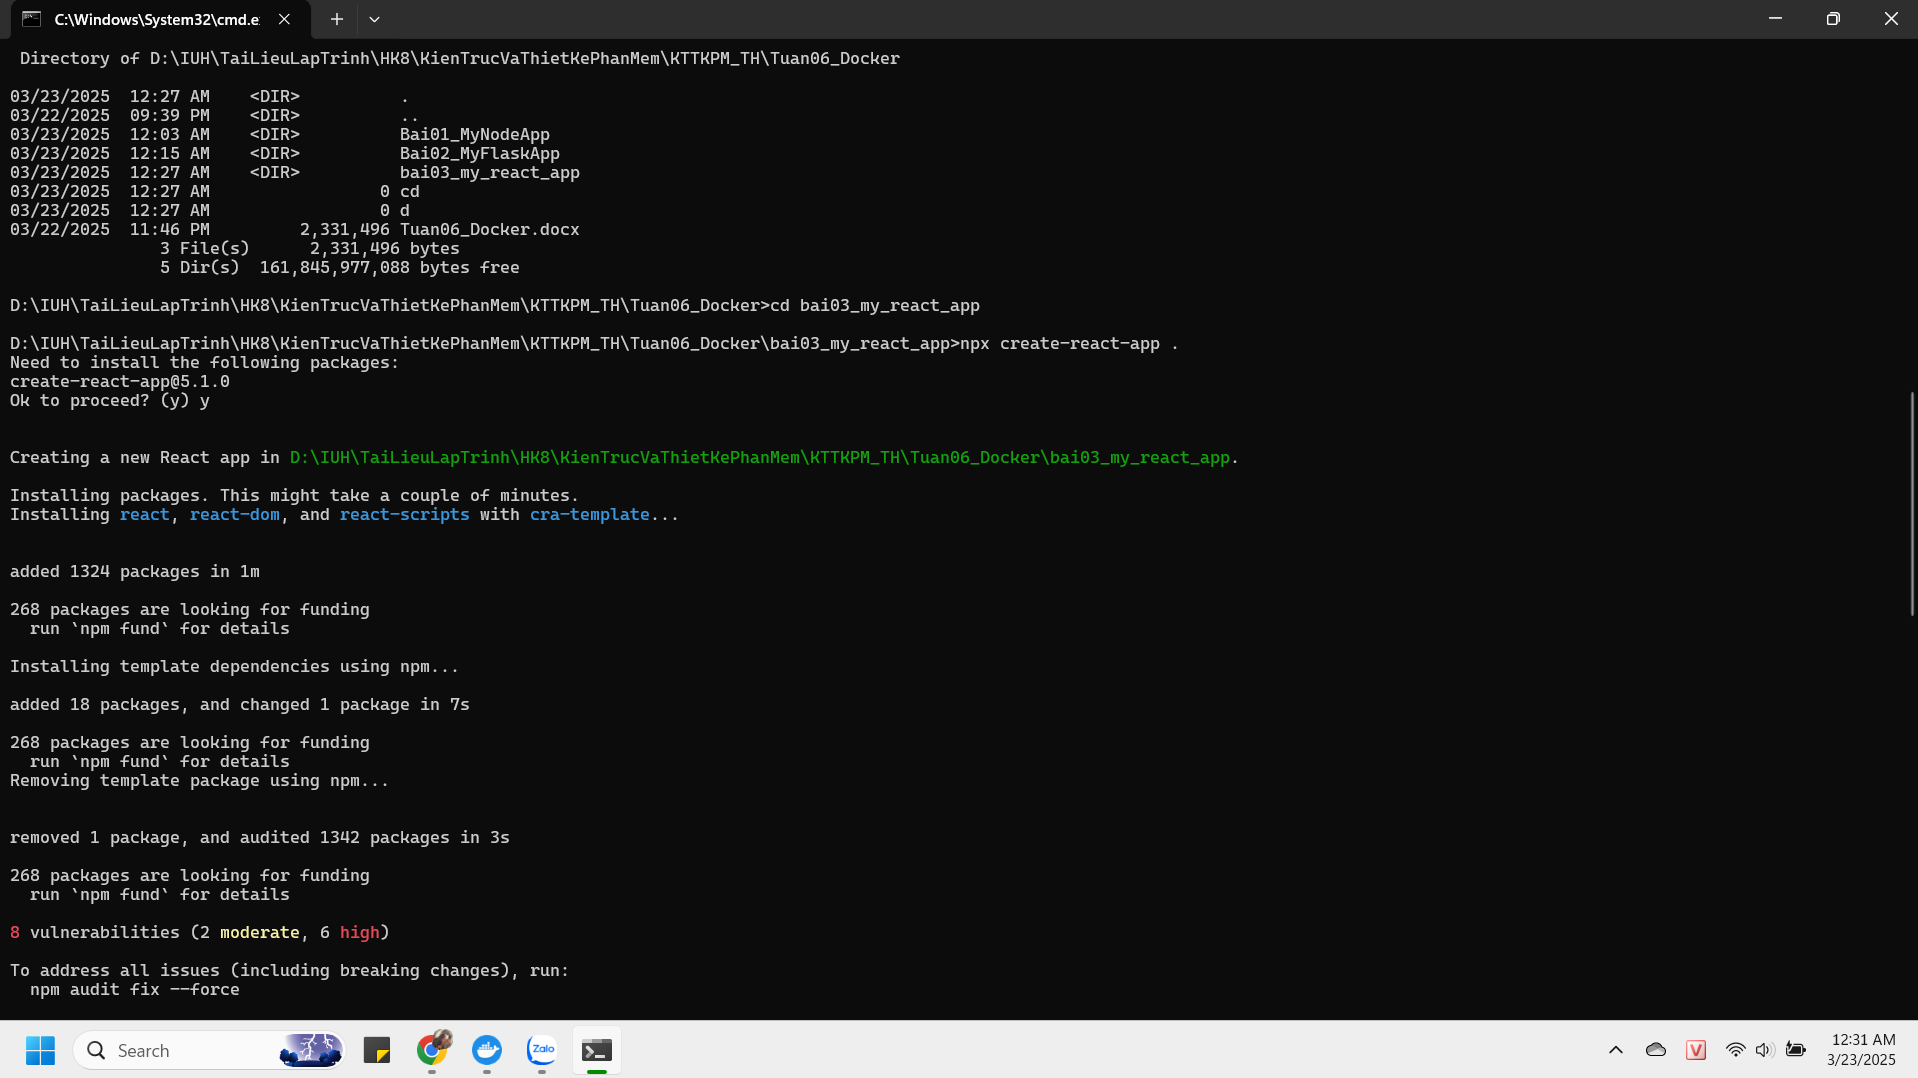 C:\Windows\System32\cmd.e
Directory of D:\IUH\TaiLieuLapTrinh\HK8\KienTrucVaThietKePhanMem\KTTKPM_TH\Tuan06_Docker
03/23/2025  12:27 AM    <DIR>          .
03/22/2025  09:39 PM    <DIR>          ..
03/23/2025  12:03 AM    <DIR>          Bai01_MyNodeApp
03/23/2025  12:15 AM    <DIR>          Bai02_MyFlaskApp
03/23/2025  12:27 AM    <DIR>          bai03_my_react_app
03/23/2025  12:27 AM                 0 cd
03/23/2025  12:27 AM                 0 d
03/22/2025  11:46 PM         2,331,496 Tuan06_Docker.docx
3 File(s)      2,331,496 bytes
5 Dir(s)  161,845,977,088 bytes free
D:\IUH\TaiLieuLapTrinh\HK8\KienTrucVaThietKePhanMem\KTTKPM_TH\Tuan06_Docker>cd bai03_my_react_app
D:\IUH\TaiLieuLapTrinh\HK8\KienTrucVaThietKePhanMem\KTTKPM_TH\Tuan06_Docker\bai03_my_react_app>npx create-react-app .
Need to install the following packages:
create-react-app@5.1.0
Ok to proceed? (y) y
Creating a new React app in D:\IUH\TaiLieuLapTrinh\HK8\KienTrucVaThietKePhanMem\KTTKPM_TH\Tuan06_Docker\bai03_my_react_app.
Installing packages. This might take a couple of minutes.
Installing react, react-dom, and react-scripts with cra-template...
added 1324 packages in 1m
268 packages are looking for funding
run `npm fund` for details
Installing template dependencies using npm...
added 18 packages, and changed 1 package in 7s
268 packages are looking for funding
run `npm fund` for details
Removing template package using npm...
removed 1 package, and audited 1342 packages in 3s
268 packages are looking for funding
run `npm fund` for details
8 vulnerabilities (2 moderate, 6 high)
To address all issues (including breaking changes), run:
npm audit fix --force
Search
Zalo
V
12:31 AM
3/23/2025